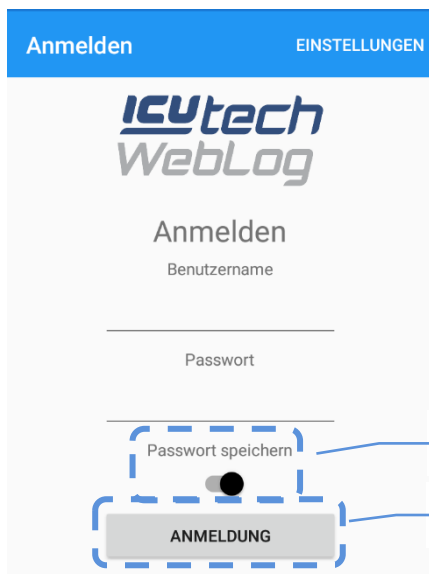 Anmelden
EINSTELLUNGEN
ICUtech
WebLog
Anmelden
Benutzername
Passwort
Passwort speichern
ANMELDUNG